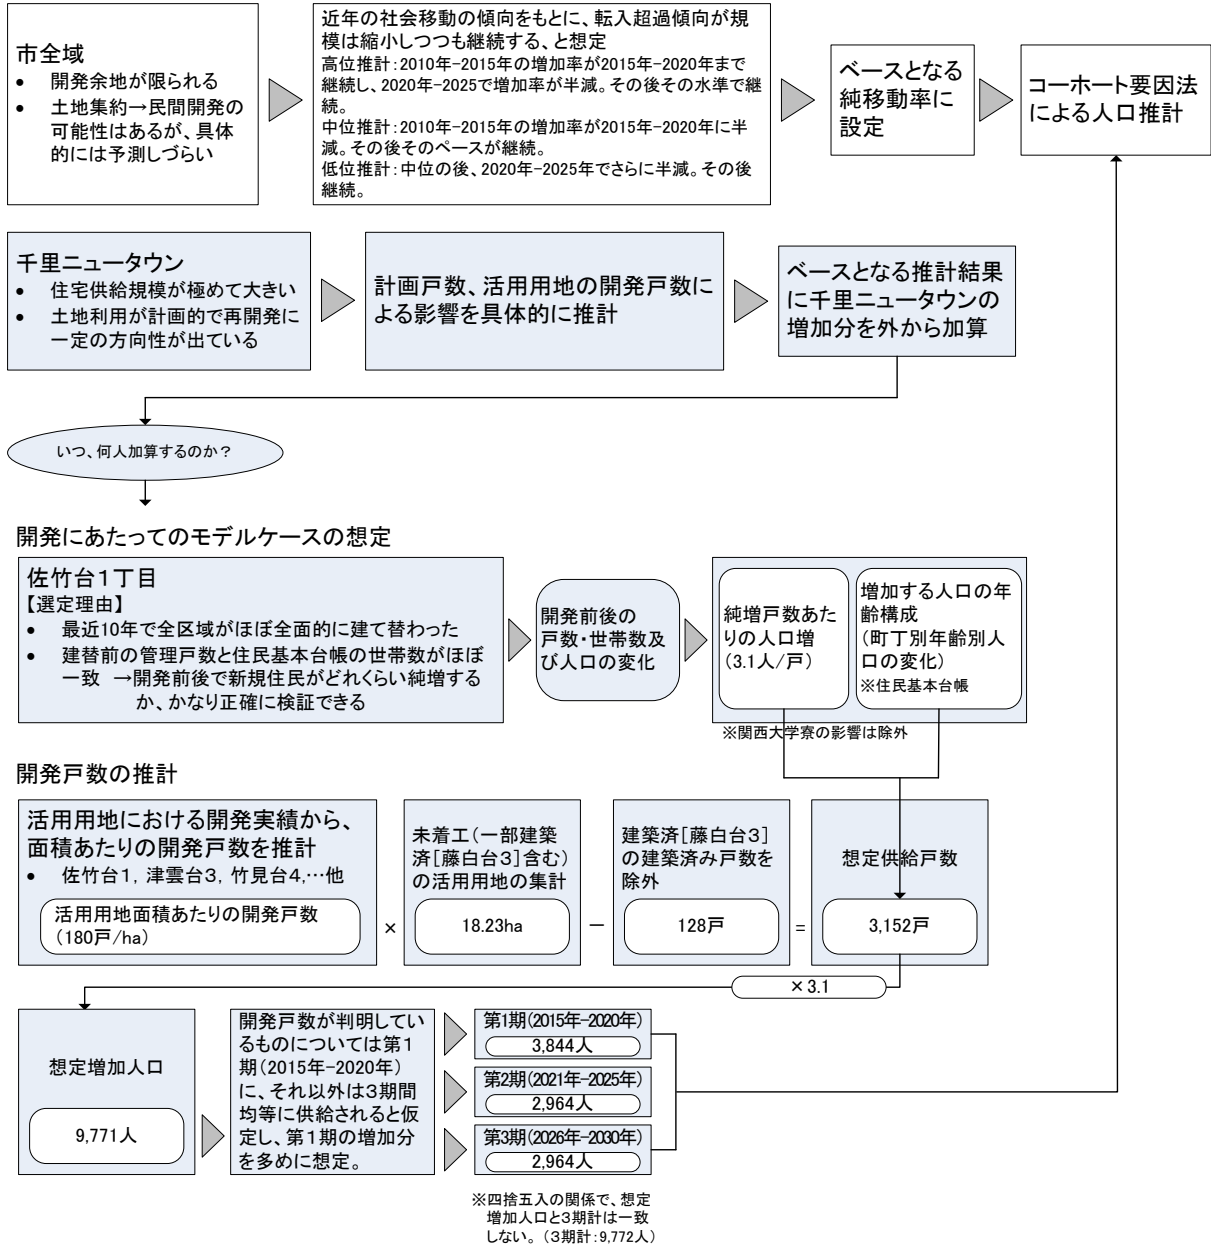 市全域
• 開発余地が限られる
• 土地集約→民間開発の
可能性はあるが、具体
的には予測しづらい
近年の社会移動の傾向をもとに、転入超過傾向が規
模は縮小しつつも継続する、と想定
高位推計：2010年-2015年の増加率が2015年-2020年まで
継続し、2020年-2025で増加率が半減。その後その水準で継
続。
中位推計：2010年-2015年の増加率が2015年-2020年に半
減。その後そのペースが継続。
低位推計：中位の後、2020年-2025年でさらに半減。その後
継続。
ベースとなる
純移動率に
設定
コーホート要因法
による人口推計
千里ニュータウン
• 住宅供給規模が極めて大きい
• 土地利用が計画的で再開発に
一定の方向性が出ている
計画戸数、活用用地の開発戸数に
よる影響を具体的に推計
ベースとなる推計結果
に千里ニュータウンの
増加分を外から加算
いつ、何人加算するのか？
開発にあたってのモデルケースの想定
佐竹台１丁目
【選定理由】
• 最近10年で全区域がほぼ全面的に建て替わった
• 建替前の管理戸数と住民基本台帳の世帯数がほぼ
一致 →開発前後で新規住民がどれくらい純増する
か、かなり正確に検証できる
開発前後の
戸数・世帯数及
び人口の変化
純増戸数あた
りの人口増
(3.1人/戸)
増加する人口の年
齢構成
(町丁別年齢別人
口の変化)
※住民基本台帳
※関西大学寮の影響は除外
開発戸数の推計
活用用地における開発実績から、
面積あたりの開発戸数を推計
• 佐竹台１，津雲台３，竹見台４，…他
活用用地面積あたりの開発戸数
(180戸/ha)
×
未着工（一部建築
済[藤白台３]含む）
の活用用地の集計
18.23ha
－
建築済[藤白台３]
の建築済み戸数を
除外
128戸
=
想定供給戸数
3,152戸
×3.1
想定増加人口
9,771人
開発戸数が判明してい
るものについては第１
期(2015年-2020年)
に、それ以外は３期間
均等に供給されると仮
定し、第１期の増加分
を多めに想定。
第1期(2015年-2020年)
3,844人
第2期(2021年-2025年)
2,964人
第3期(2026年-2030年)
2,964人
※四捨五入の関係で、想定
増加人口と３期計は一致
しない。（３期計：9,772人）